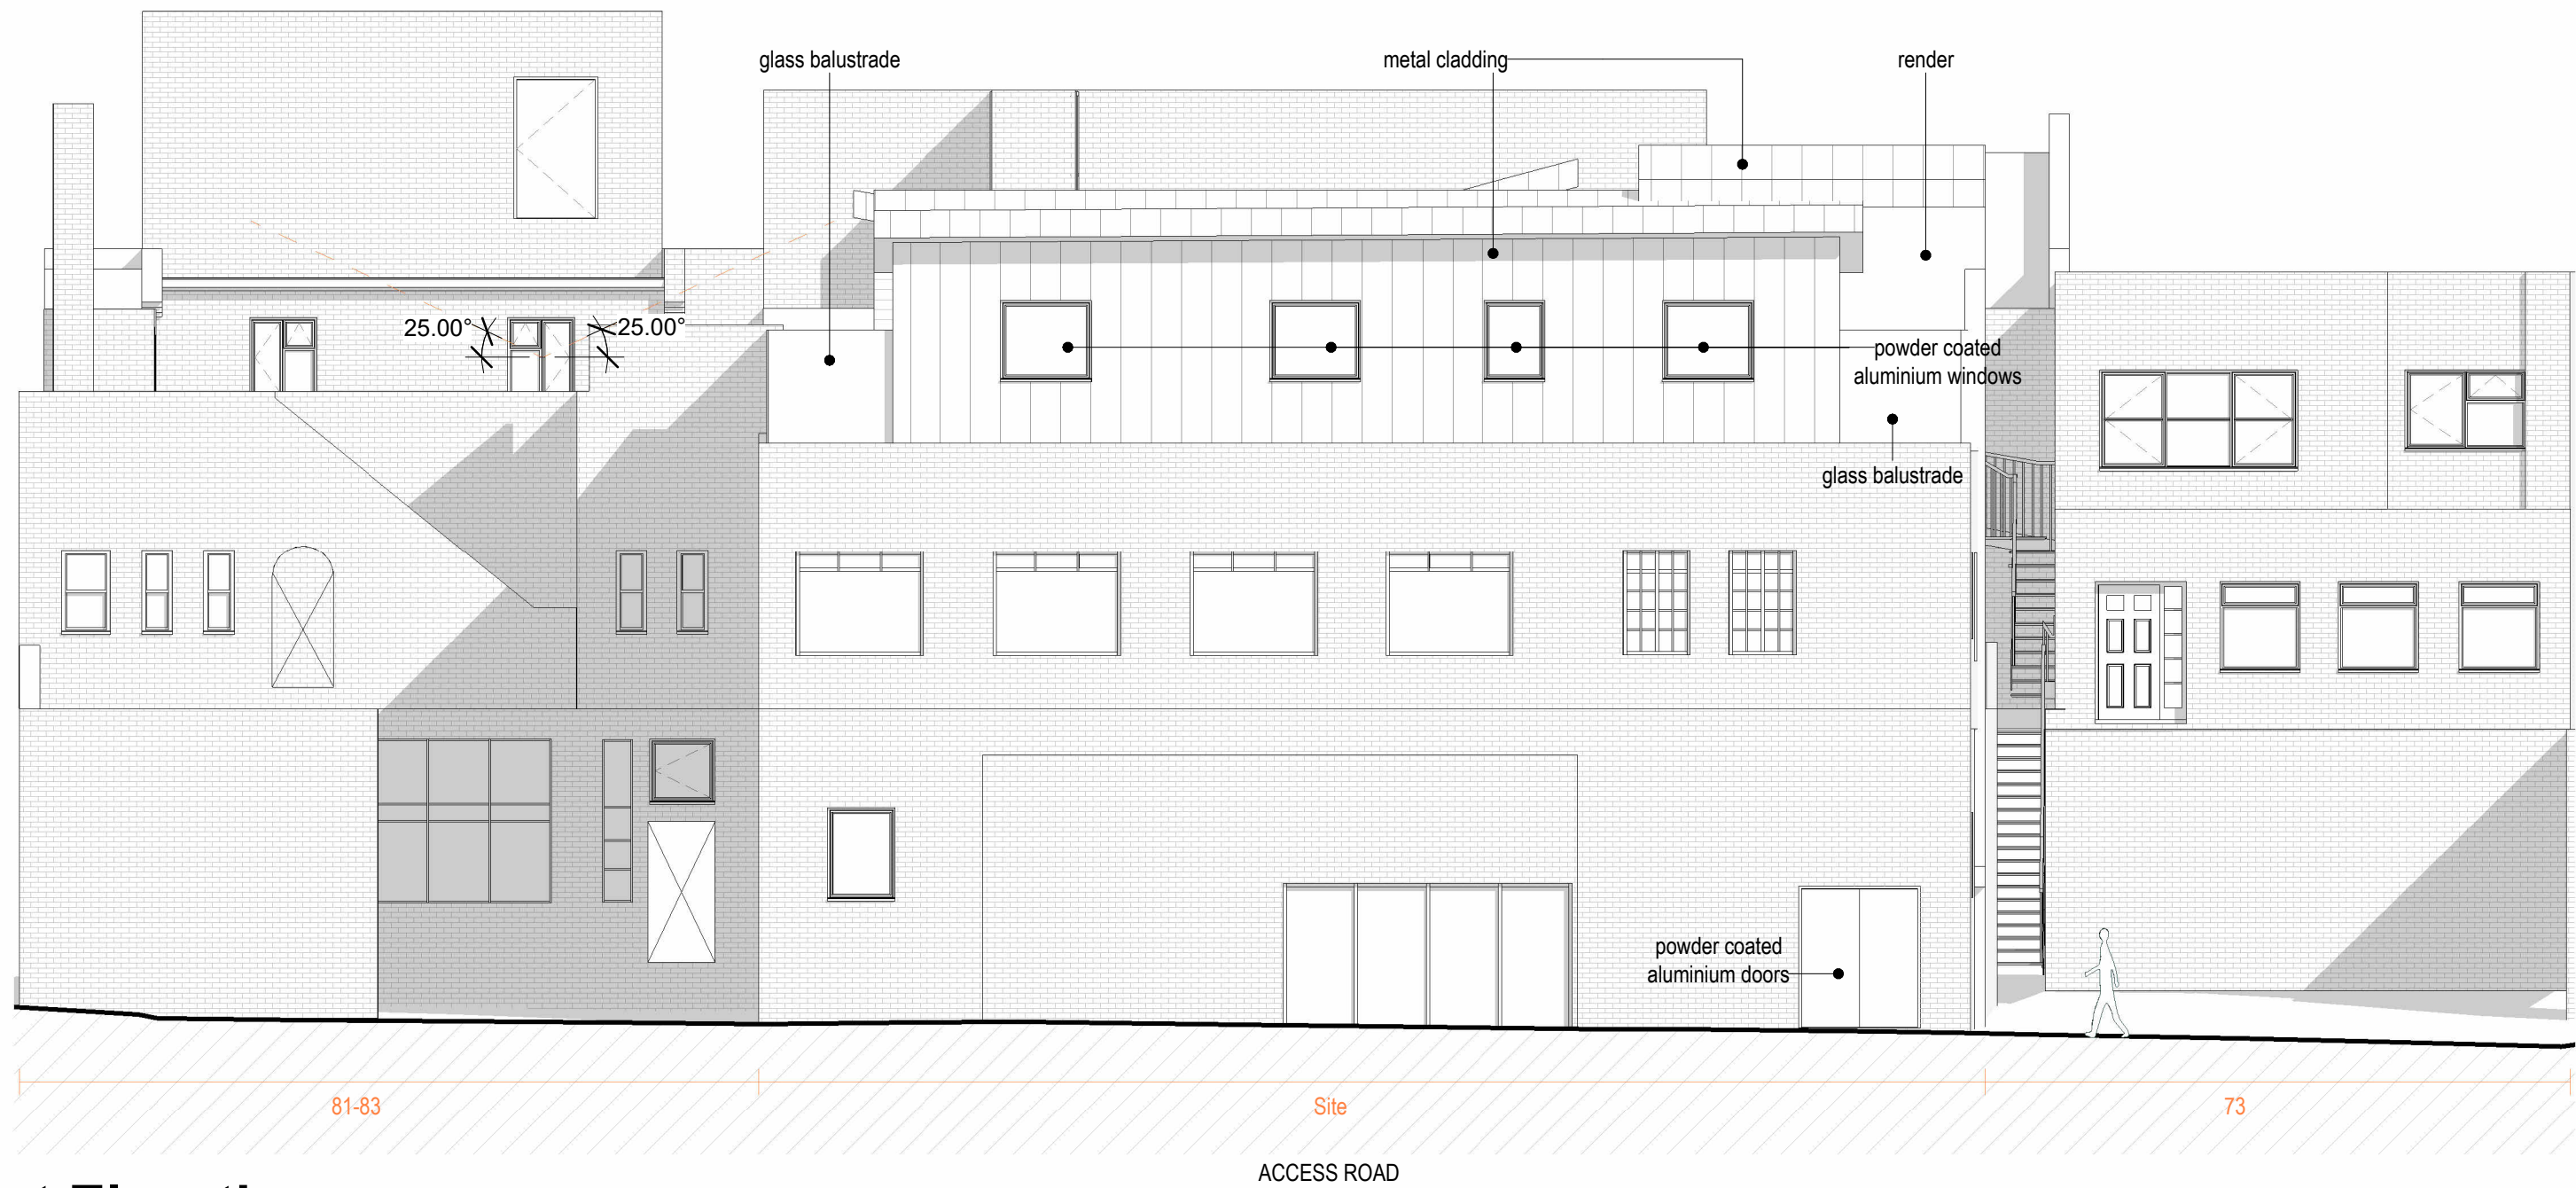 glass balustrade
metal cladding
render
25.00°
25.00°
powder coated
aluminium windows
glass balustrade
powder coated
aluminium doors
81-83
Site
73
ACCESS ROAD